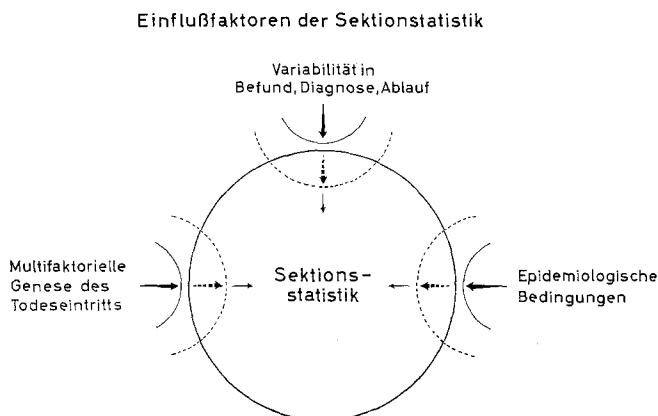 Einflußfaktoren der Sektionstatistik
Variabilität in
Befund, Diagnose, Ablauf
Multifaktorielle
Genese des
Todeseintritts
Sektions-
statistik
Epidemiologische
Bedingungen